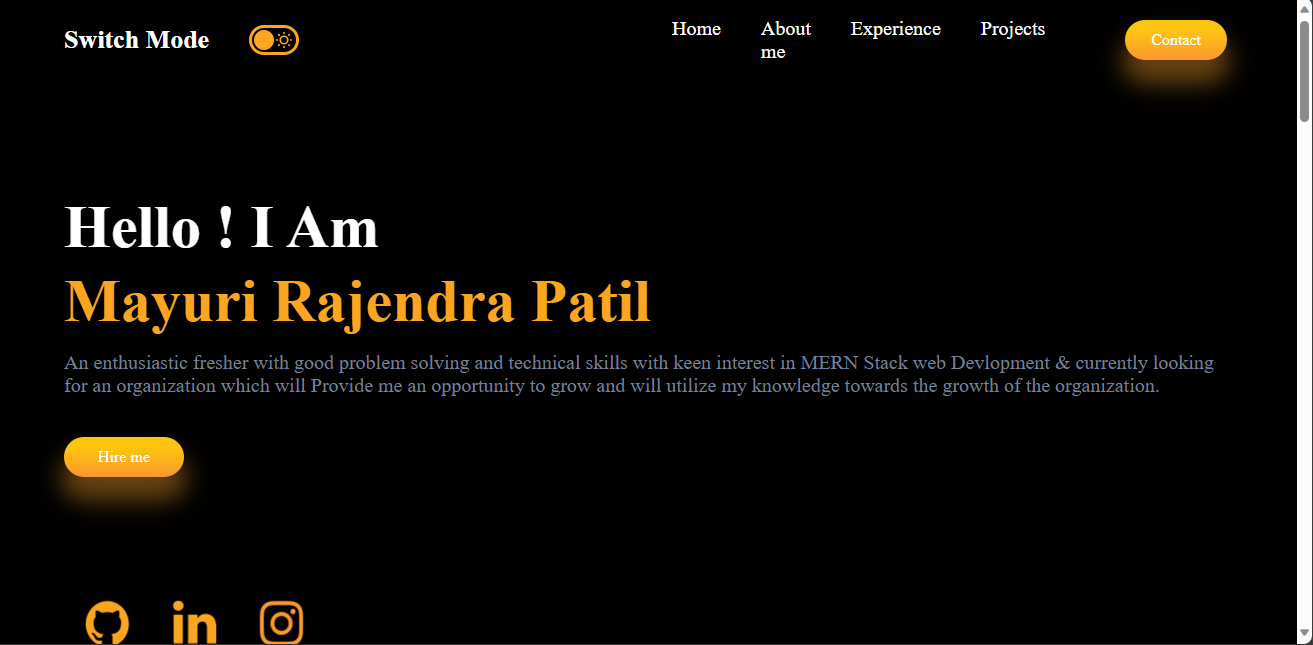 Switch Mode
Home
About
me
Experience
Projects
Contact
Hello ! I Am
Mayuri Rajendra Patil
An enthusiastic fresher with good problem solving and technical skills with keen interest in MERN Stack web Devlopment & currently looking
for an organization which will Provide me an opportunity to grow and will utilize my knowledge towards the growth of the organization.
Hire me
in